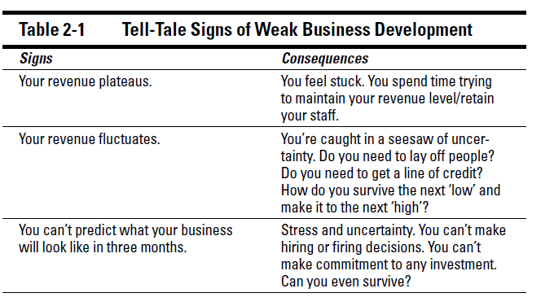 Table 2-1 Tell-Tale Signs of Weak Business Development
Signs Consequences
Your revenue plateaus. You feel stuck. You spend time trying
to maintain your revenue level/retain
your staff.
Your revenue fluctuates. You’re caught in a seesaw of uncer-
tainty. Do you need to lay off people?
Do you need to get a line of credit?
How do you survive the next ‘low’ and
make it to the next ‘high’?
You can’t predict what your business Stress and uncertainty. You can’t make
will look like in three months. hiring or firing decisions. You can’t
make commitment to any investment.
Can you even survive?